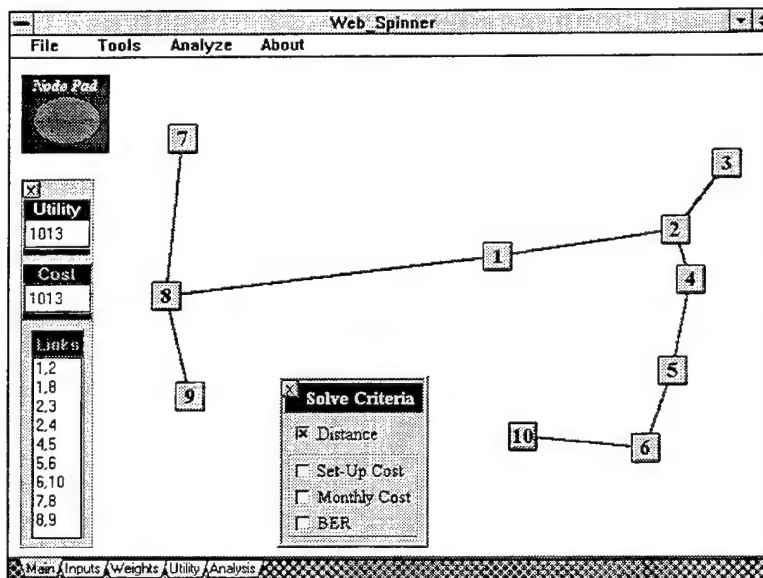 Web_Spinner
File Tools Analyze About
Node Pad
7
3
2
1
4
8
5
9
10
6
Utility
1013
Cost
1013
Links
1,2
1,8
2,3
2,4
4,5
5,6
6,10
7,8
8,9
Solve Criteria
Distance
Set-Up Cost
Monthly Cost
BER
Main Inputs Weights Utility Analysis